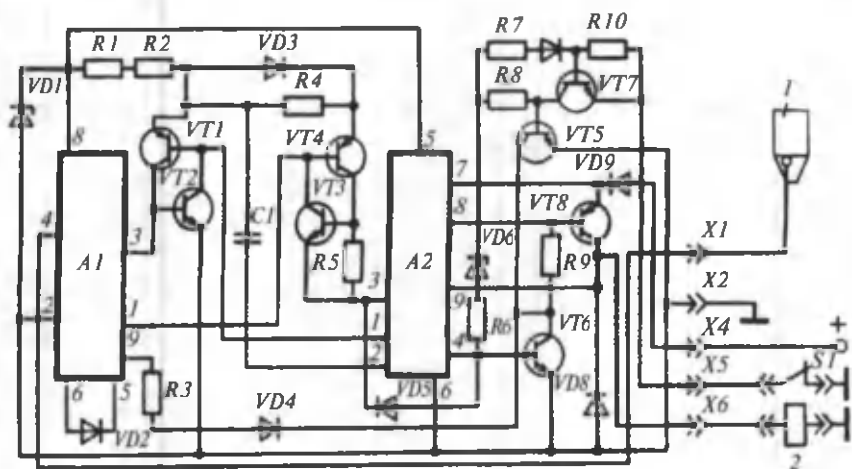 R1 R2 VD3 R7 R10
VD1 R4 R8 VT7 1
8 VT1 VT4 5 VT5
VT2 7 VD9
4 VT3 8 VT8 X1
3 C1 VD6
A1 R5 A2 R9 X2
2 3 9 +
1 1 R6 VT6 X4
9 2 4 X5 S1
6 5 R3 VD4 VD5 6 VD8 X6
VD2 2